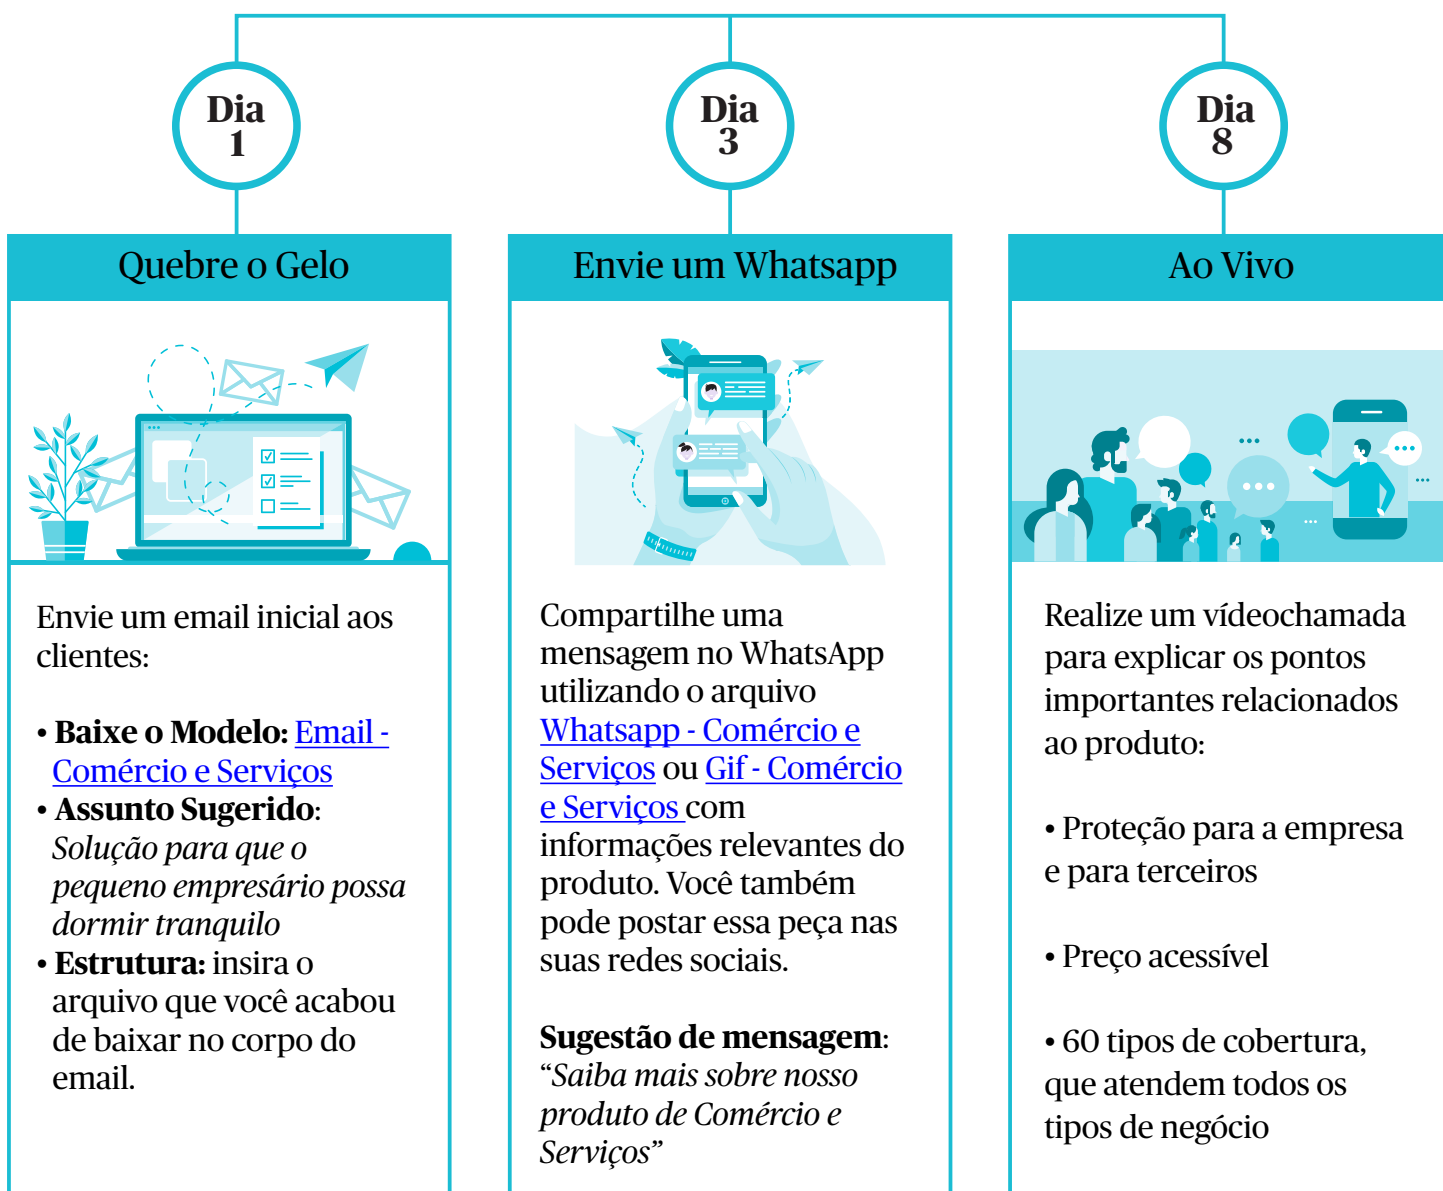 Dia
1
Dia
3
Dia
8
Quebre o Gelo
Envie um email inicial aos
clientes:
• Baixe o Modelo: Email -
Comércio e Serviços
• Assunto Sugerido:
Solução para que o
pequeno empresário possa
dormir tranquilo
• Estrutura: insira o
arquivo que você acabou
de baixar no corpo do
email.
Envie um Whatsapp
Compartilhe uma
mensagem no WhatsApp
utilizando o arquivo
Whatsapp - Comércio e
Serviços ou Gif - Comércio
e Serviços com
informações relevantes do
produto. Você também
pode postar essa peça nas
suas redes sociais.
Sugestão de mensagem:
“Saiba mais sobre nosso
produto de Comércio e
Serviços”
Ao Vivo
Realize um vídeochamada
para explicar os pontos
importantes relacionados
ao produto:
• Proteção para a empresa
e para terceiros
• Preço acessível
• 60 tipos de cobertura,
que atendem todos os
tipos de negócio